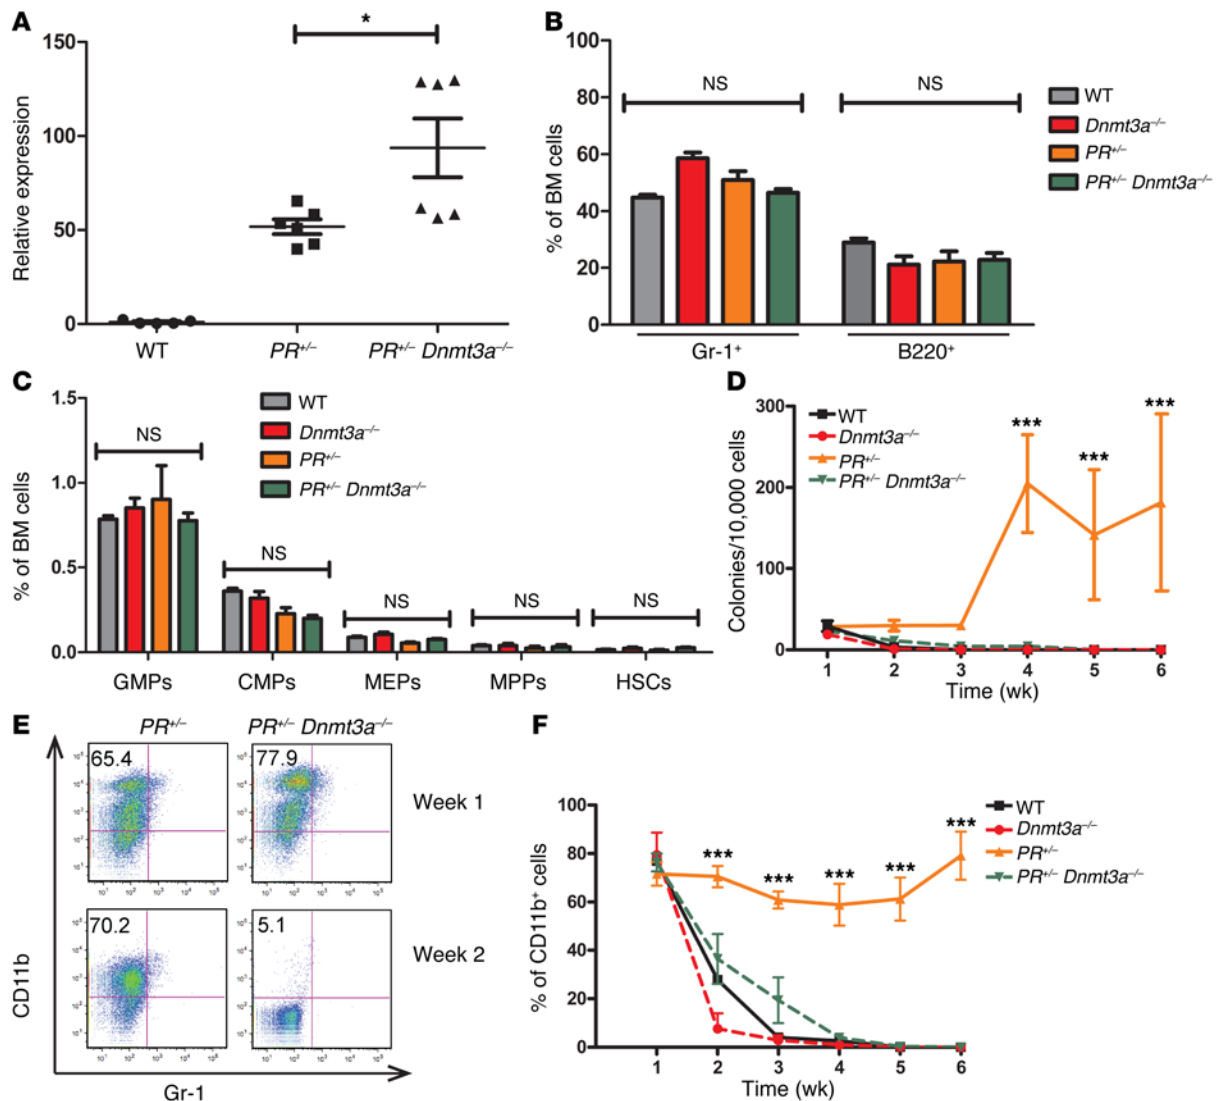 A
*
150
100
50
0
Relative expression
WT
PR+/–
PR+/– Dnmt3a–/–
B
100
80
60
40
20
0
% of BM cells
NS
NS
Gr-1+
B220+
WT
Dnmt3a–/–
PR+/–
PR+/– Dnmt3a–/–
C
1.5
1.0
0.5
0.0
% of BM cells
WT
Dnmt3a–/–
PR+/–
PR+/– Dnmt3a–/–
NS
NS
NS
NS
NS
GMPs
CMPs
MEPs
MPPs
HSCs
D
300
200
100
0
Colonies/10,000 cells
WT
Dnmt3a–/–
PR+/–
PR+/– Dnmt3a–/–
***
***
***
1 2 3 4 5 6
Time (wk)
E
PR+/–
PR+/– Dnmt3a–/–
65.4
77.9
Week 1
70.2
5.1
Week 2
CD11b
Gr-1
F
100
80
60
40
20
0
% of CD11b+ cells
WT
Dnmt3a–/–
PR+/–
PR+/– Dnmt3a–/–
***
***
***
***
***
1 2 3 4 5 6
Time (wk)